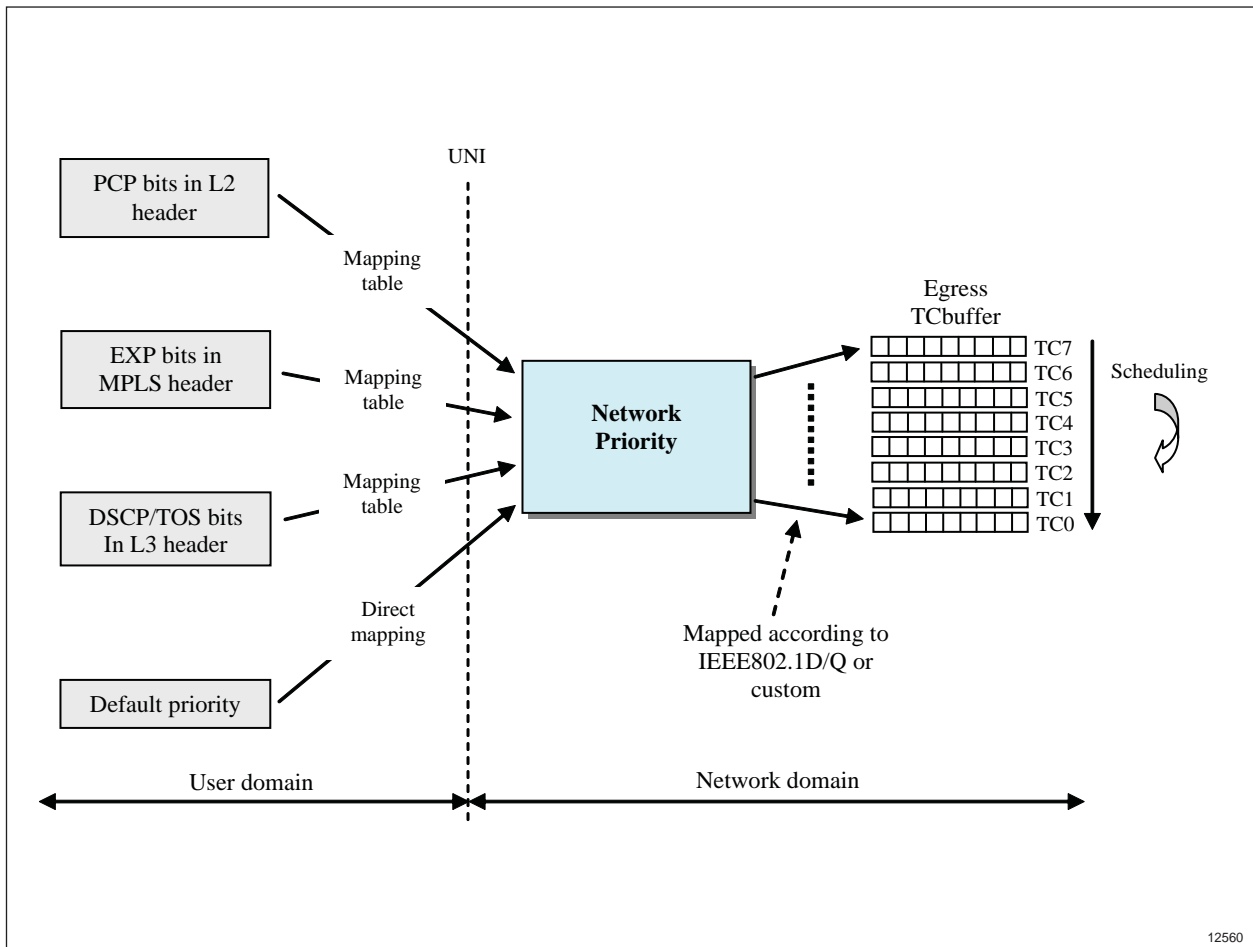 UNI
PCP bits in L2
header
Mapping
table
EXP bits in
MPLS header
Mapping
table
DSCP/TOS bits
In L3 header
Mapping
table
Default priority
Direct
mapping
Network
Priority
Egress
TCbuffer
TC7
TC6
TC5
TC4
TC3
TC2
TC1
TC0
Scheduling
Mapped according to
IEEE802.1D/Q or
custom
User domain
Network domain
12560